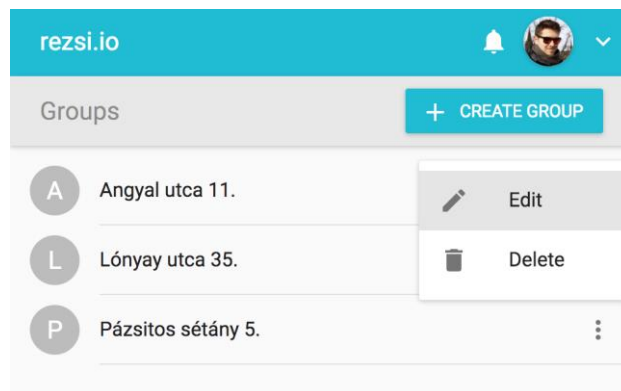 rezsi.io
Groups
CREATE GROUP
A
Angyal utca 11.
Edit
L
Lónyay utca 35.
Delete
P
Pázsitos sétány 5.